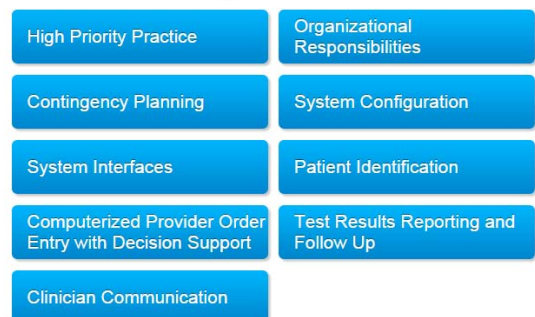 High Priority Practice
Organizational
Responsibilities
Contingency Planning
System Configuration
System Interfaces
Patient Identification
Computerized Provider Order
Entry with Decision Support
Test Results Reporting and
Follow Up
Clinician Communication